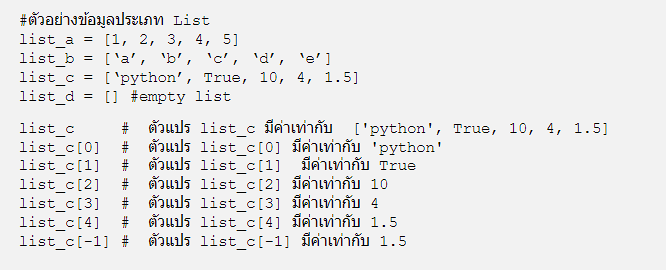 #ตัวอย่างข้อมูลประเภท List
list_a = [1, 2, 3, 4, 5]
list_b = [‘a’, ‘b’, ‘c’, ‘d’, ‘e’]
list_c = [‘python’, True, 10, 4, 1.5]
list_d = [] #empty list
list_c # ตัวแปร list_c มีค่าเท่ากับ ['python', True, 10, 4, 1.5]
list_c[0] # ตัวแปร list_c[0] มีค่าเท่ากับ 'python'
list_c[1] # ตัวแปร list_c[1] มีค่าเท่ากับ True
list_c[2] # ตัวแปร list_c[2] มีค่าเท่ากับ 10
list_c[3] # ตัวแปร list_c[3] มีค่าเท่ากับ 4
list_c[4] # ตัวแปร list_c[4] มีค่าเท่ากับ 1.5
list_c[-1] # ตัวแปร list_c[-1] มีค่าเท่ากับ 1.5